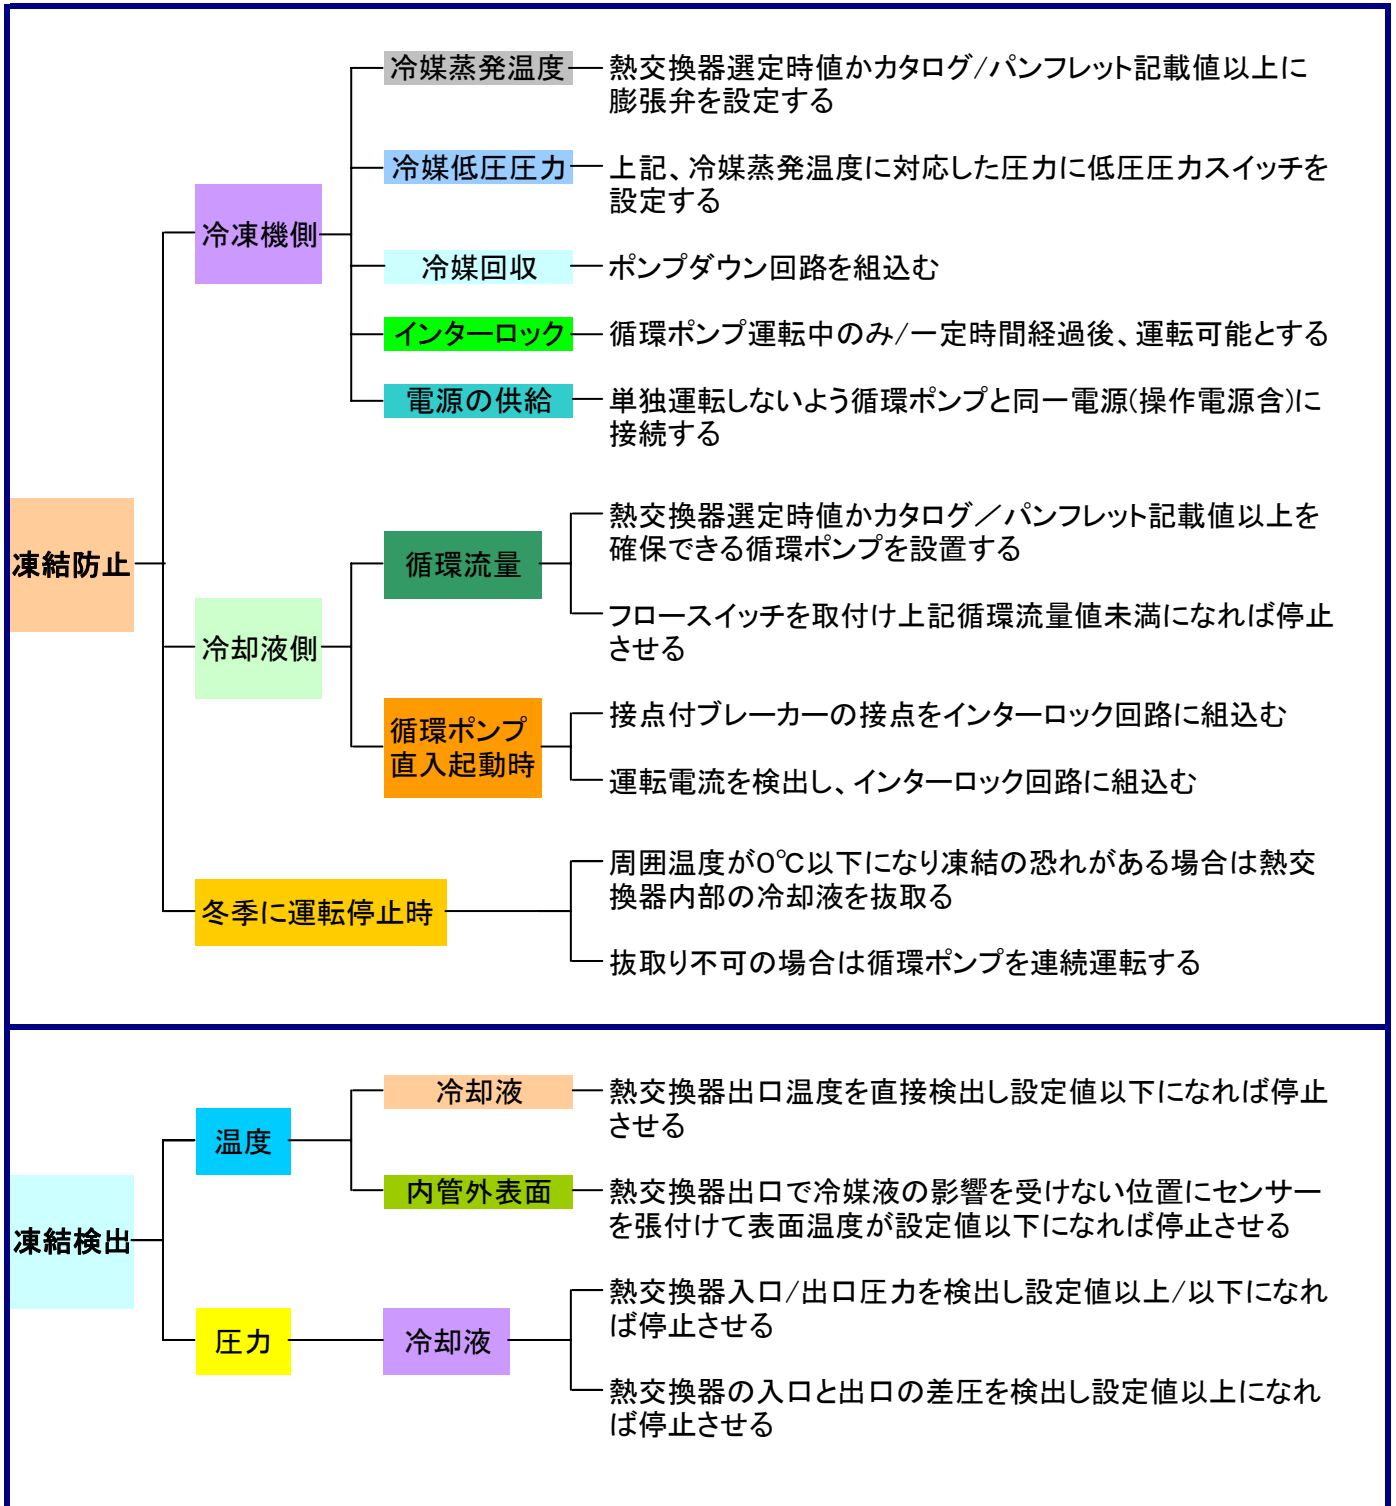 冷媒蒸発温度
熱交換器選定時値かカタログ/パンフレット記載値以上に
膨張弁を設定する
冷媒低圧圧力
上記、冷媒蒸発温度に対応した圧力に低圧圧力スイッチを
設定する
冷凍機側
冷媒回収
ポンプダウン回路を組込む
インターロック
循環ポンプ運転中のみ/一定時間経過後、運転可能とする
電源の供給
単独運転しないよう循環ポンプと同一電源(操作電源含)に
接続する
凍結防止
冷却液側
循環流量
熱交換器選定時値かカタログ／パンフレット記載値以上を
確保できる循環ポンプを設置する
フロースイッチを取付け上記循環流量値未満になれば停止
させる
循環ポンプ
直入起動時
接点付ブレーカーの接点をインターロック回路に組込む
運転電流を検出し、インターロック回路に組込む
冬季に運転停止時
周囲温度が0℃以下になり凍結の恐れがある場合は熱交
換器内部の冷却液を抜取る
抜取り不可の場合は循環ポンプを連続運転する
凍結検出
温度
冷却液
熱交換器出口温度を直接検出し設定値以下になれば停止
させる
内管外表面
熱交換器出口で冷媒液の影響を受けない位置にセンサー
を張付けて表面温度が設定値以下になれば停止させる
圧力
冷却液
熱交換器入口/出口圧力を検出し設定値以上/以下になれ
ば停止させる
熱交換器の入口と出口の差圧を検出し設定値以上になれ
ば停止させる